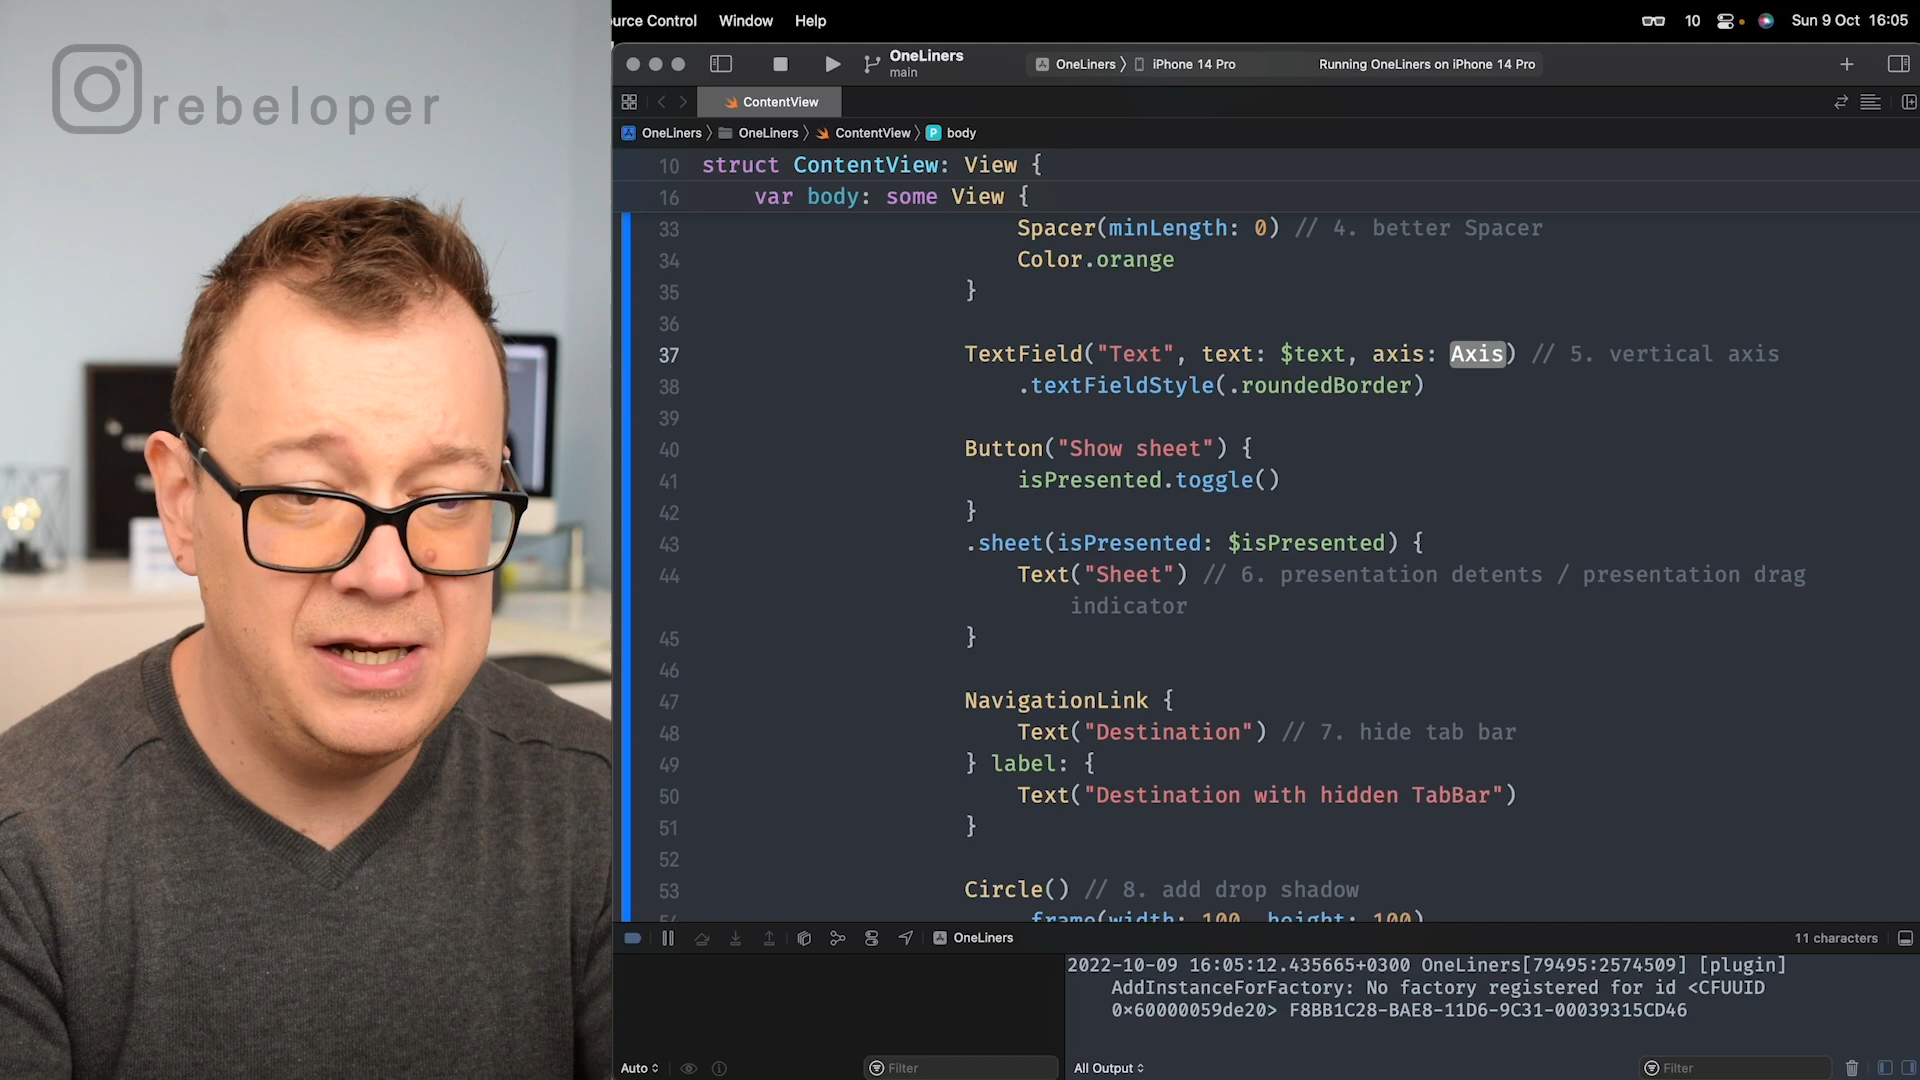 rebeloper
urce Control Window Help
10
Sun 9 Oct 16:05
OneLiners
main
OneLiners 〉 iPhone 14 Pro
Running OneLiners on iPhone 14 Pro
ContentView
OneLiners 〉 OneLiners 〉 ContentView 〉 P body
10 struct ContentView: View {
16 var body: some View {
33 Spacer(minLength: 0) // 4. better Spacer
34 Color.orange
35 }
36
37 TextField("Text", text: $text, axis: Axis) // 5. vertical axis
38 .textFieldStyle(.roundedBorder)
39
40 Button("Show sheet") {
41 isPresented.toggle()
42 }
43 .sheet(isPresented: $isPresented) {
44 Text("Sheet") // 6. presentation detents / presentation drag
indicator
45 }
46
47 NavigationLink {
48 Text("Destination") // 7. hide tab bar
49 } label: {
50 Text("Destination with hidden TabBar")
51 }
52
53 Circle() // 8. add drop shadow
54 .frame(width: 100, height: 100)
OneLiners
11 characters
2022-10-09 16:05:12.435665+0300 OneLiners[79495:2574509] [plugin]
AddInstanceForFactory: No factory registered for id <CFUUID
0x60000059de20> F8BB1C28-BAE8-11D6-9C31-00039315CD46
Auto
Filter
All Output
Filter